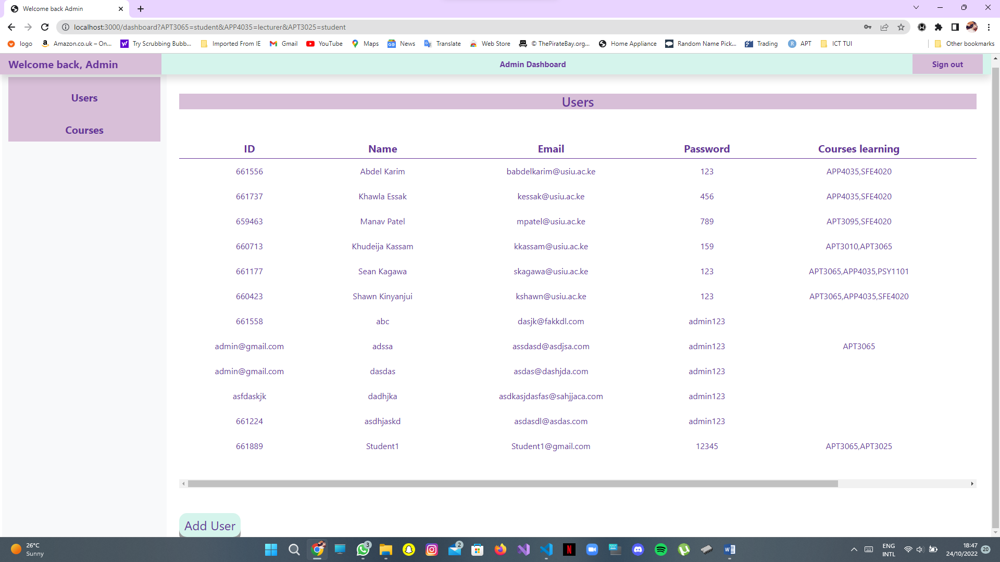 Welcome back Admin
localhost:3000/dashboard?APT3065=student&APP4035=lecturer&APT3025=student
logo Amazon.co.uk – On... Try Scrubbing Bubb... Imported From IE Gmail YouTube Maps News Translate Web Store © ThePirateBay.org... Home Appliance Random Name Pick... Trading APT ICT TUI Other bookmarks
Welcome back, Admin Admin Dashboard Sign out
Users
Courses
Users
ID Name Email Password Courses learning
661556 Abdel Karim babdelkarim@usiu.ac.ke 123 APP4035,SFE4020
661737 Khawla Essak kessak@usiu.ac.ke 456 APP4035,SFE4020
659463 Manav Patel mpatel@usiu.ac.ke 789 APT3095,SFE4020
660713 Khudeija Kassam kkassam@usiu.ac.ke 159 APT3010,APT3065
661177 Sean Kagawa skagawa@usiu.ac.ke 123 APT3065,APP4035,PSY1101
660423 Shawn Kinyanjui kshawn@usiu.ac.ke 123 APT3065,APP4035,SFE4020
661558 abc dasjk@fakkdl.com admin123
admin@gmail.com adssa assdasd@asdjsa.com admin123 APT3065
admin@gmail.com dasdas asdas@dashjda.com admin123
asfdaskjk dadhjka asdkasjdasfas@sahjjaca.com admin123
661224 asdhjaskd asdasdl@asdas.com admin123
661889 Student1 Student1@gmail.com 12345 APT3065,APT3025
Add User
26°C
Sunny
3
2
ENG
INTL
18:47
24/10/2022
20